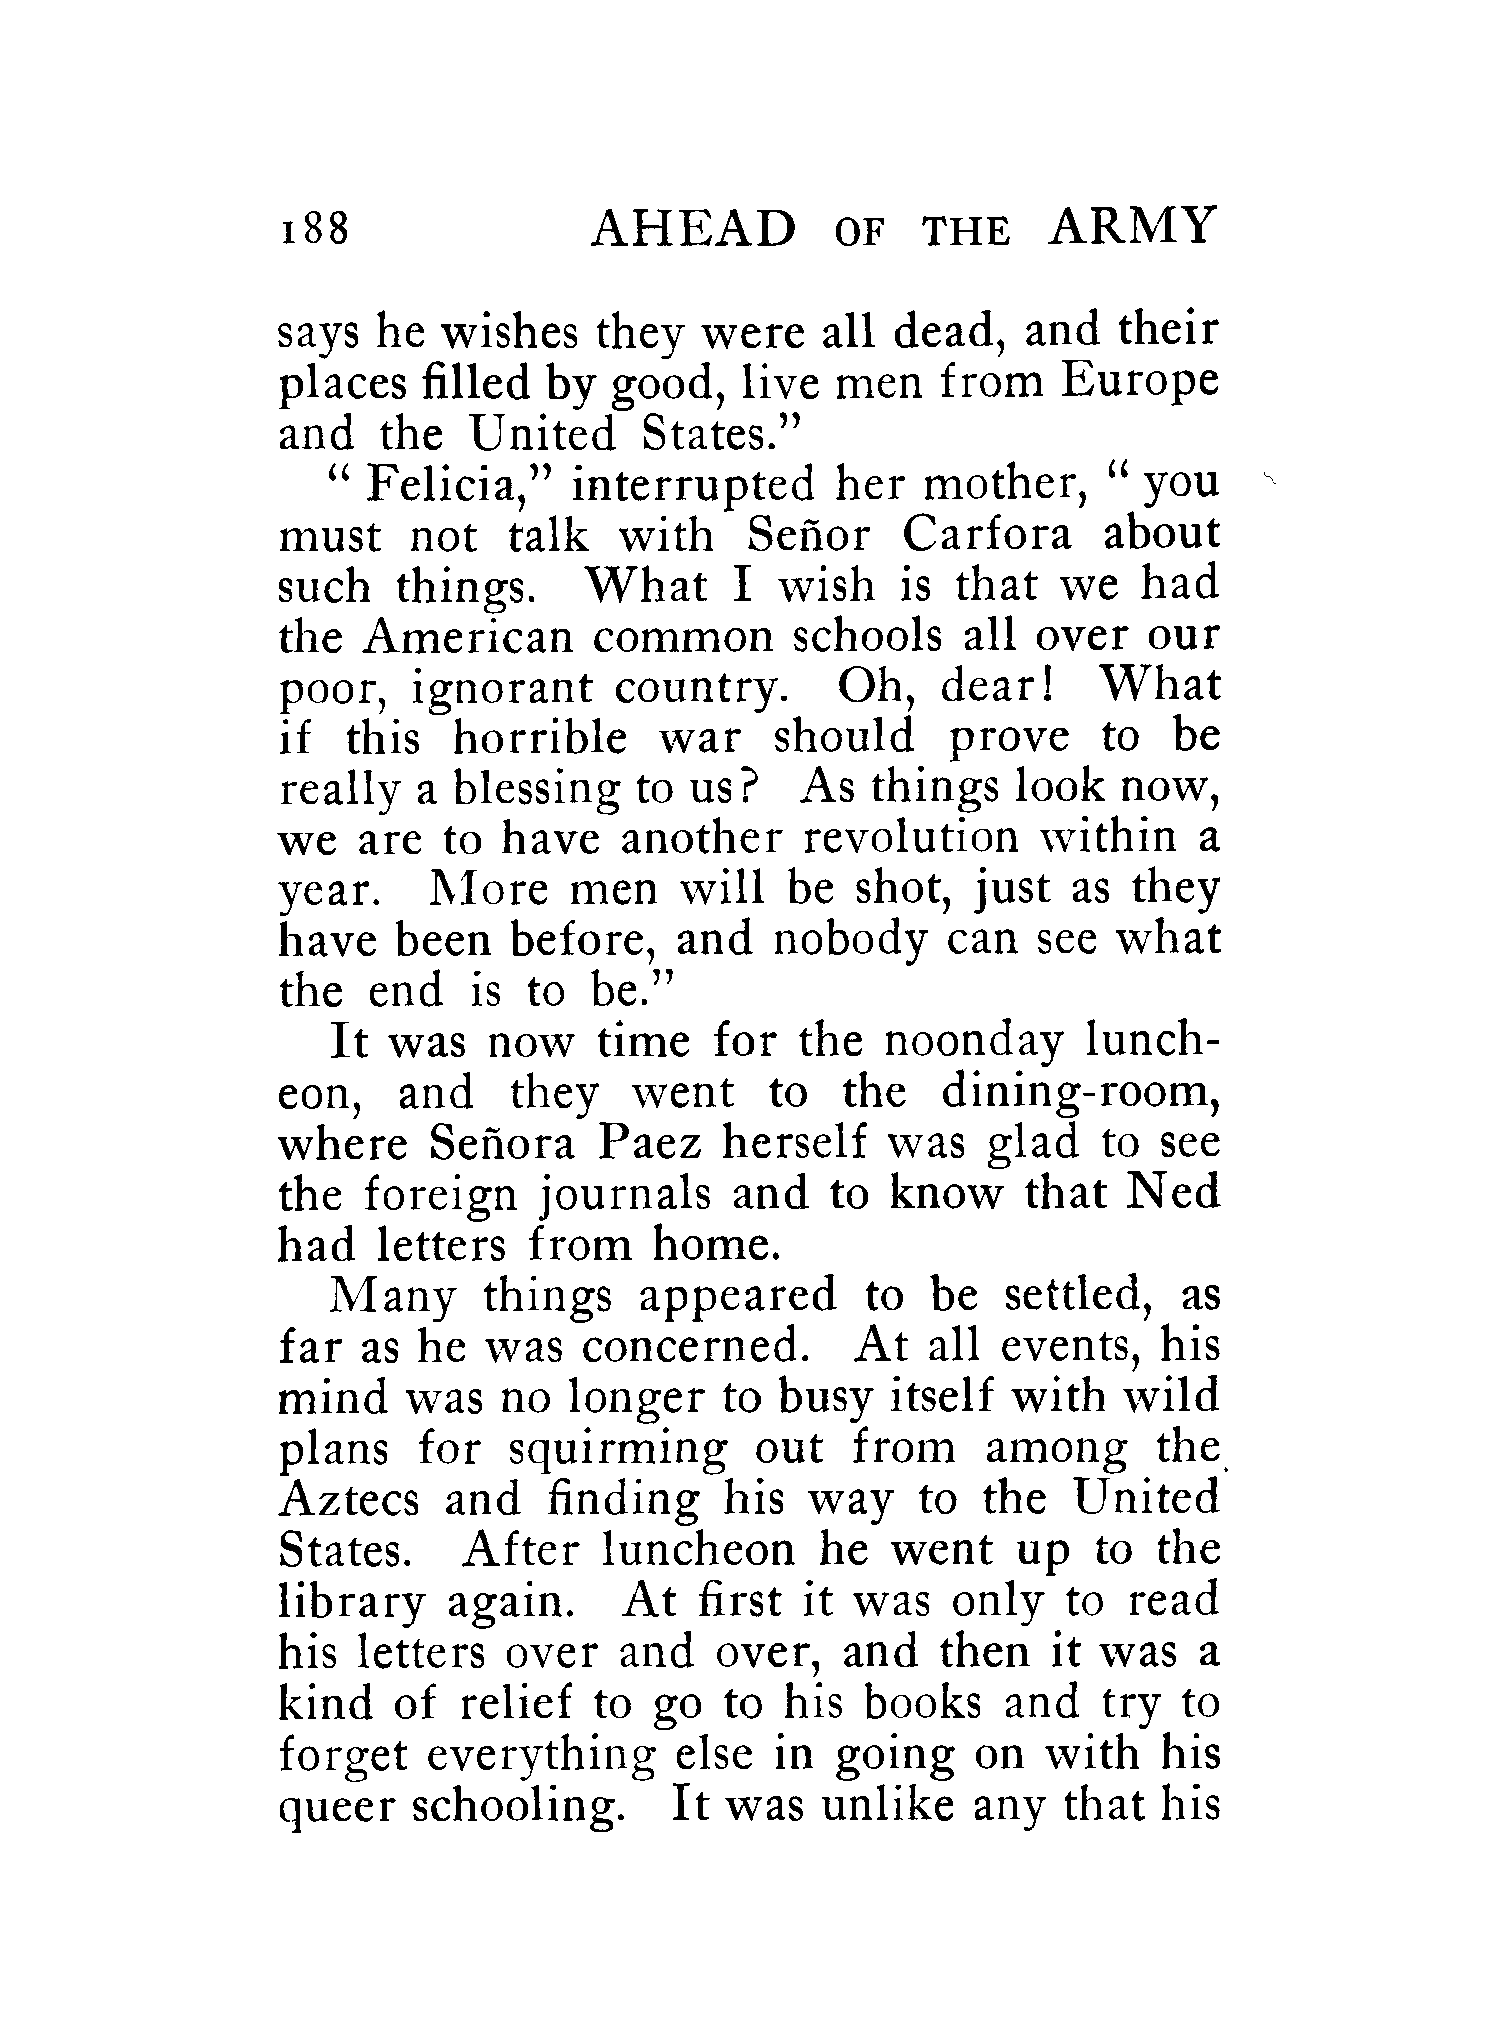 188 AHEAD OF THE ARMY
says he wishes they were all dead, and their
places filled by good, live men from Europe
and the United States.”
“ Felicia,” interrupted her mother, “ you
must not talk with Señor Carfora about
such things. What I wish is that we had
the American common schools all over our
poor, ignorant country. Oh, dear! What
if this horrible war should prove to be
really a blessing to us? As things look now,
we are to have another revolution within a
year. More men will be shot, just as they
have been before, and nobody can see what
the end is to be.”
It was now time for the noonday lunch-
eon, and they went to the dining-room,
where Señora Paez herself was glad to see
the foreign journals and to know that Ned
had letters from home.
Many things appeared to be settled, as
far as he was concerned. At all events, his
mind was no longer to busy itself with wild
plans for squirming out from among the
Aztecs and finding his way to the United
States. After luncheon he went up to the
library again. At first it was only to read
his letters over and over, and then it was a
kind of relief to go to his books and try to
forget everything else in going on with his
queer schooling. It was unlike any that his